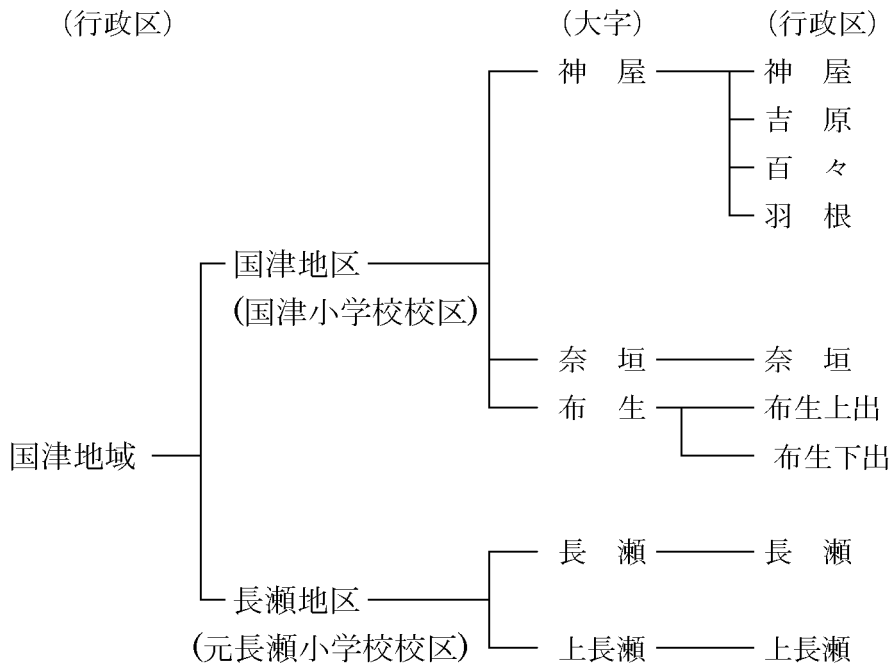 （行政区） （大字） （行政区）
神　屋 神　屋
吉　原
百　々
羽　根
国津地区
(国津小学校校区)
奈　垣 奈　垣
布　生 布生上出
国津地域 布生下出
長　瀬 長　瀬
長瀬地区
(元長瀬小学校校区)
上長瀬 上長瀬